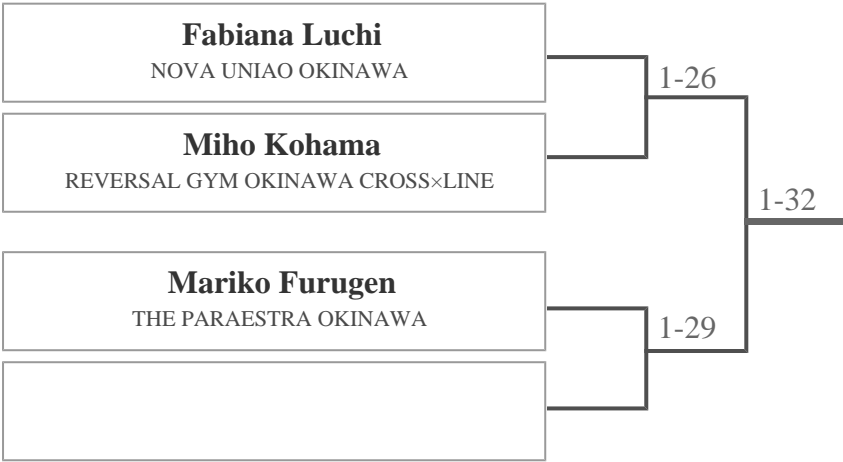 Fabiana Luchi
NOVA UNIAO OKINAWA
1-26
Miho Kohama
REVERSAL GYM OKINAWA CROSS×LINE
1-32
Mariko Furugen
THE PARAESTRA OKINAWA
1-29